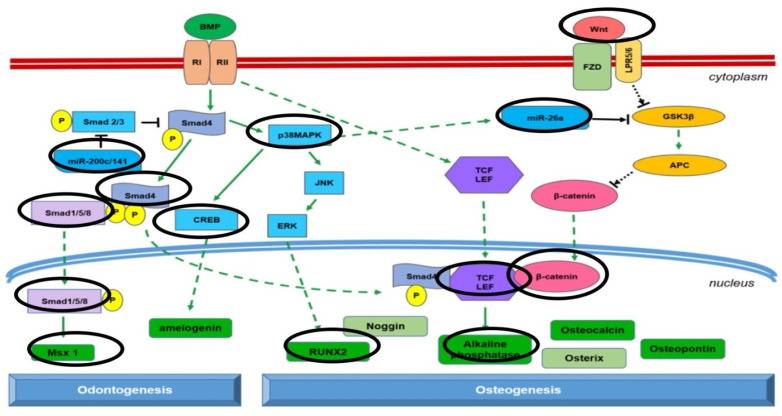 BMP
Wnt
RI
RII
FZD
LPR5/6
cytoplasm
P
Smad 2/3
Smad4
P
p38MAPK
miR-26a
GSK3β
miR-200c/141
TCF
LEF
APC
JNK
Smad4
β-catenin
Smad1/5/8
P
P
CREB
ERK
Smad4
TCF
LEF
β-catenin
nucleus
P
Smad1/5/8
P
amelogenin
Noggin
Osteocalcin
Msx 1
RUNX2
Alkaline
phosphatase
Osterix
Osteopontin
Odontogenesis
Osteogenesis